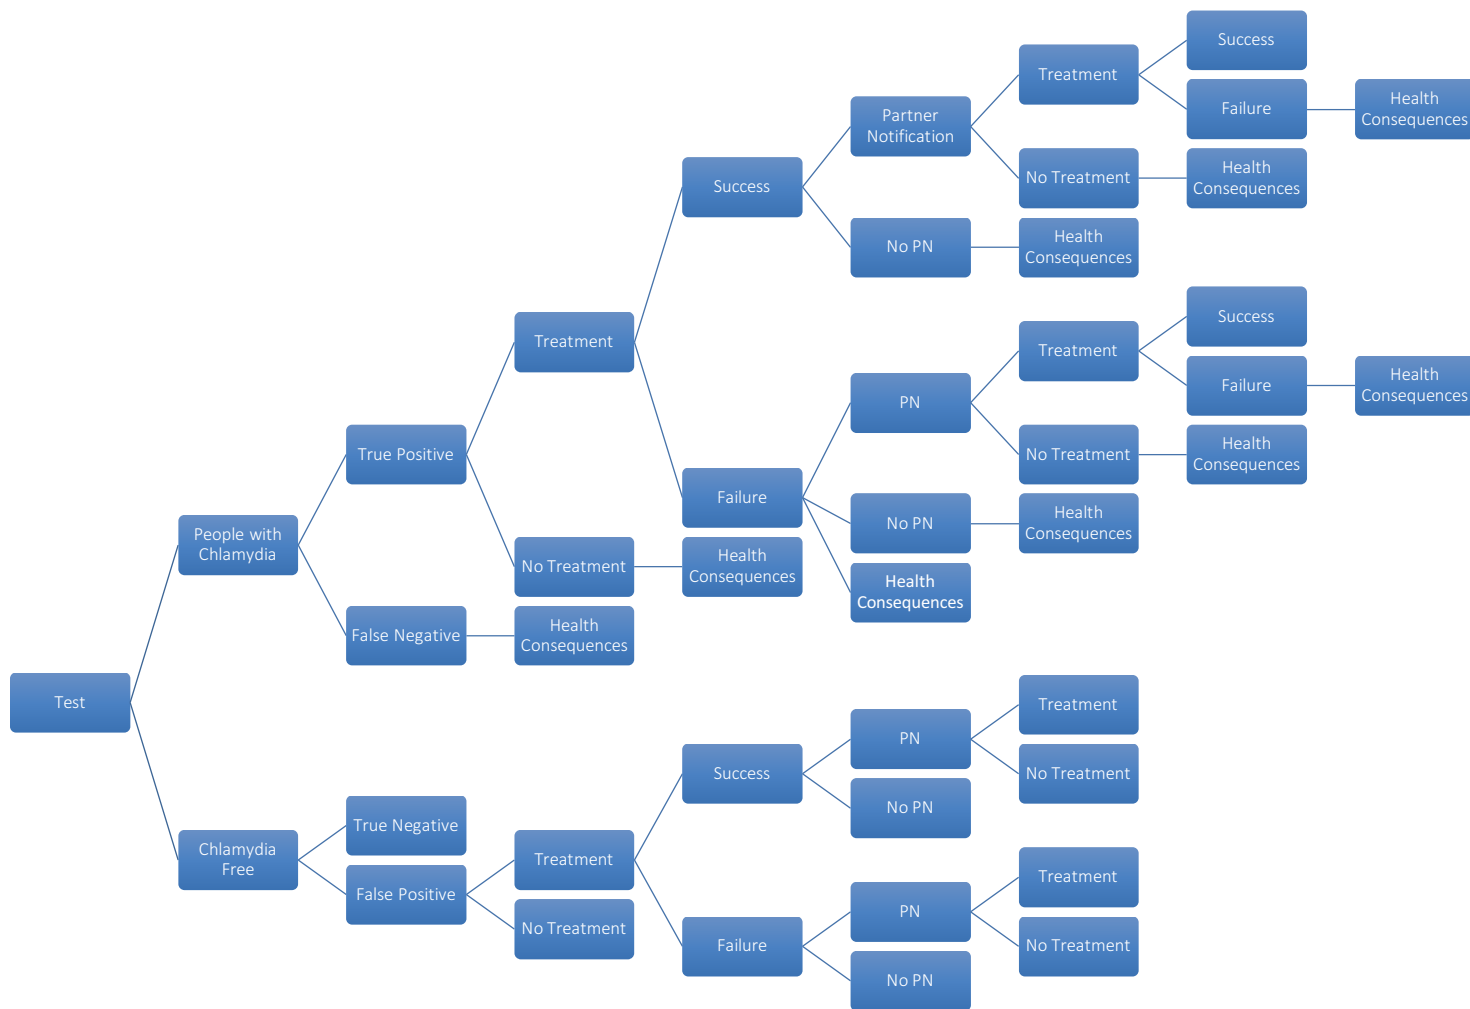 Success
Treatment
Health
Consequences
Partner
Notification
Failure
No Treatment
Health
Consequences
Success
No PN
Health
Consequences
Treatment
Success
Treatment
PN
Failure
Health
Consequences
True Positive
No Treatment
Health
Consequences
Failure
People with
Chlamydia
No PN
Health
Consequences
No Treatment
Health
Consequences
Health
Consequences
False Negative
Health
Consequences
Test
Treatment
PN
Success
No Treatment
No PN
True Negative
Chlamydia
Free
Treatment
False Positive
Treatment
No Treatment
PN
Failure
No Treatment
No PN